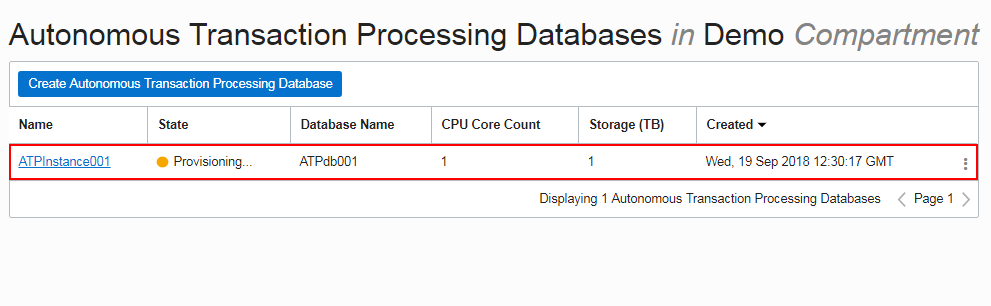 Autonomous Transaction Processing Databases in Demo Compartment
Create Autonomous Transaction Processing Database
Name State Database Name CPU Core Count Storage (TB) Created
ATPInstance001 Provisioning... ATPdb001 1 1 Wed, 19 Sep 2018 12:30:17 GMT
Displaying 1 Autonomous Transaction Processing Databases Page 1